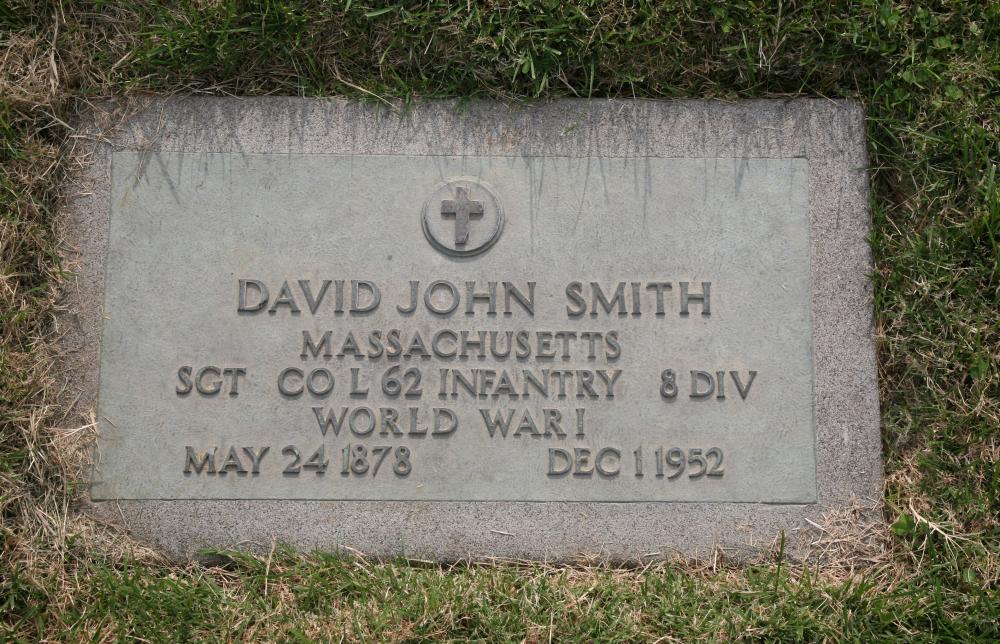 DAVID JOHN SMITH
MASSACHUSETTS
SGT CO L 62 INFANTRY 8 DIV
WORLD WAR I
MAY 24 1878 DEC 1 1952